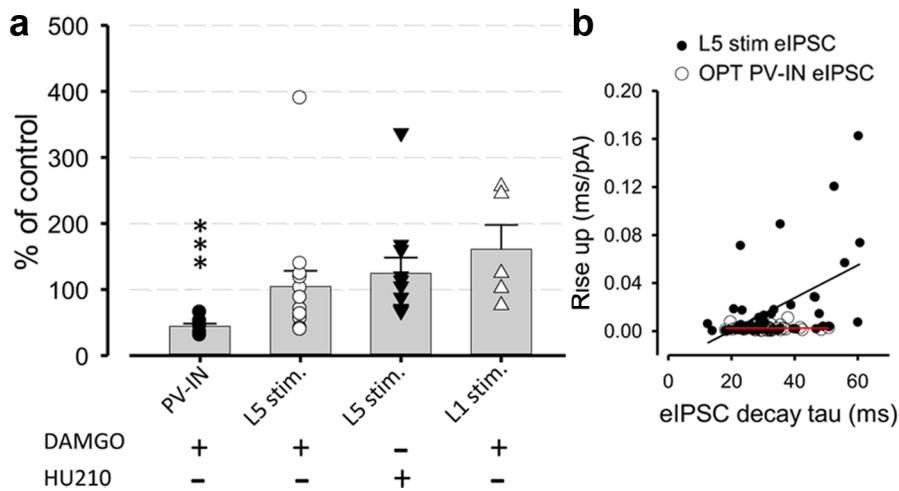 a
500
400
300
200
100
0
% of control
***
PV-IN
L5 stim.
L5 stim.
L1 stim.
DAMGO + + - +
HU210 - - + -
b
L5 stim eIPSC
OPT PV-IN eIPSC
0.20
0.16
0.12
0.08
0.04
0.00
Rise up (ms/pA)
0 20 40 60
eIPSC decay tau (ms)